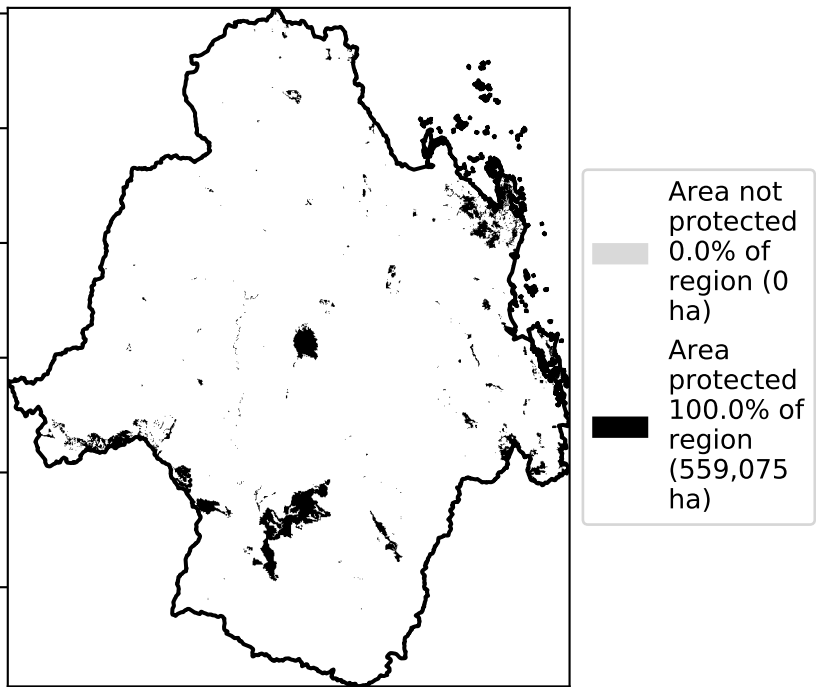 Area not
protected
0.0% of
region (0
ha)
Area
protected
100.0% of
region
(559,075
ha)